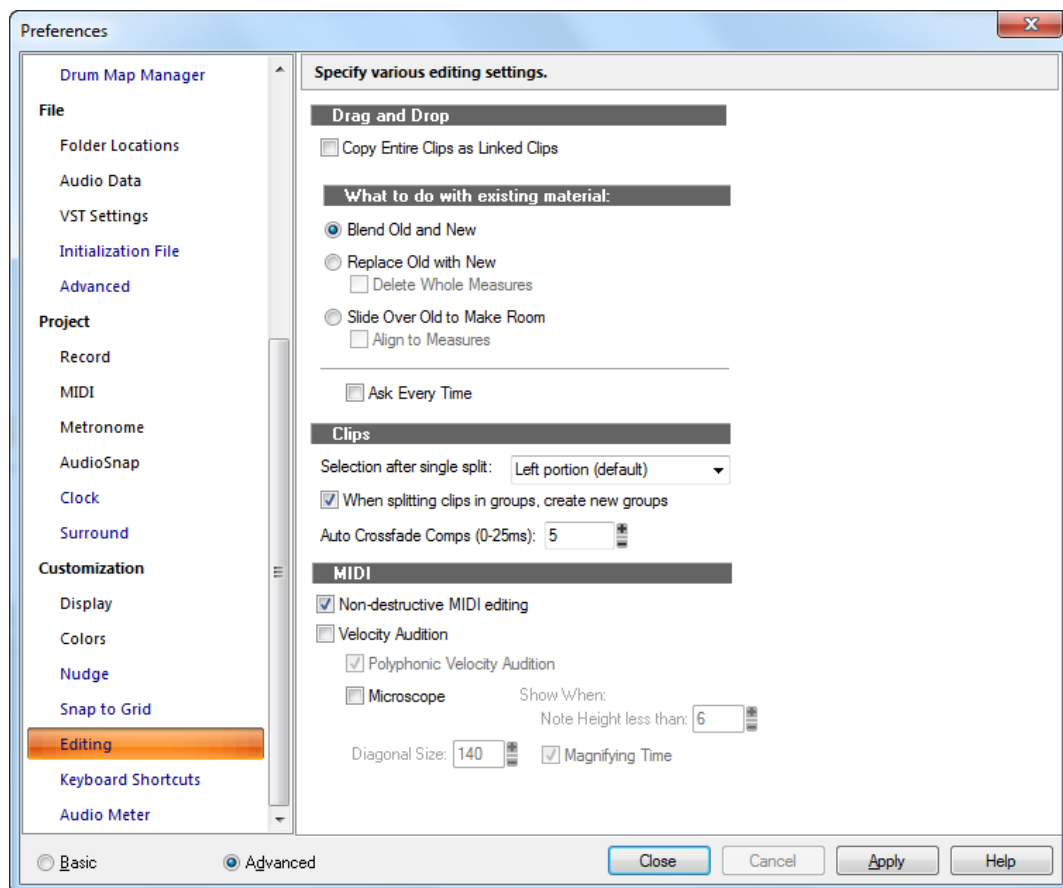 Preferences
Drum Map Manager
File
Folder Locations
Audio Data
VST Settings
Initialization File
Advanced
Project
Record
MIDI
Metronome
AudioSnap
Clock
Surround
Customization
Display
Colors
Nudge
Snap to Grid
Editing
Keyboard Shortcuts
Audio Meter
Specify various editing settings.
Drag and Drop
Copy Entire Clips as Linked Clips
What to do with existing material:
Blend Old and New
Replace Old with New
Delete Whole Measures
Slide Over Old to Make Room
Align to Measures
Ask Every Time
Clips
Selection after single split: Left portion (default)
When splitting clips in groups, create new groups
Auto Crossfade Comps (0-25ms): 5
MIDI
Non-destructive MIDI editing
Velocity Audition
Polyphonic Velocity Audition
Microscope Show When:
Note Height less than: 6
Diagonal Size: 140 Magnifying Time
Basic Advanced Close Cancel Apply Help